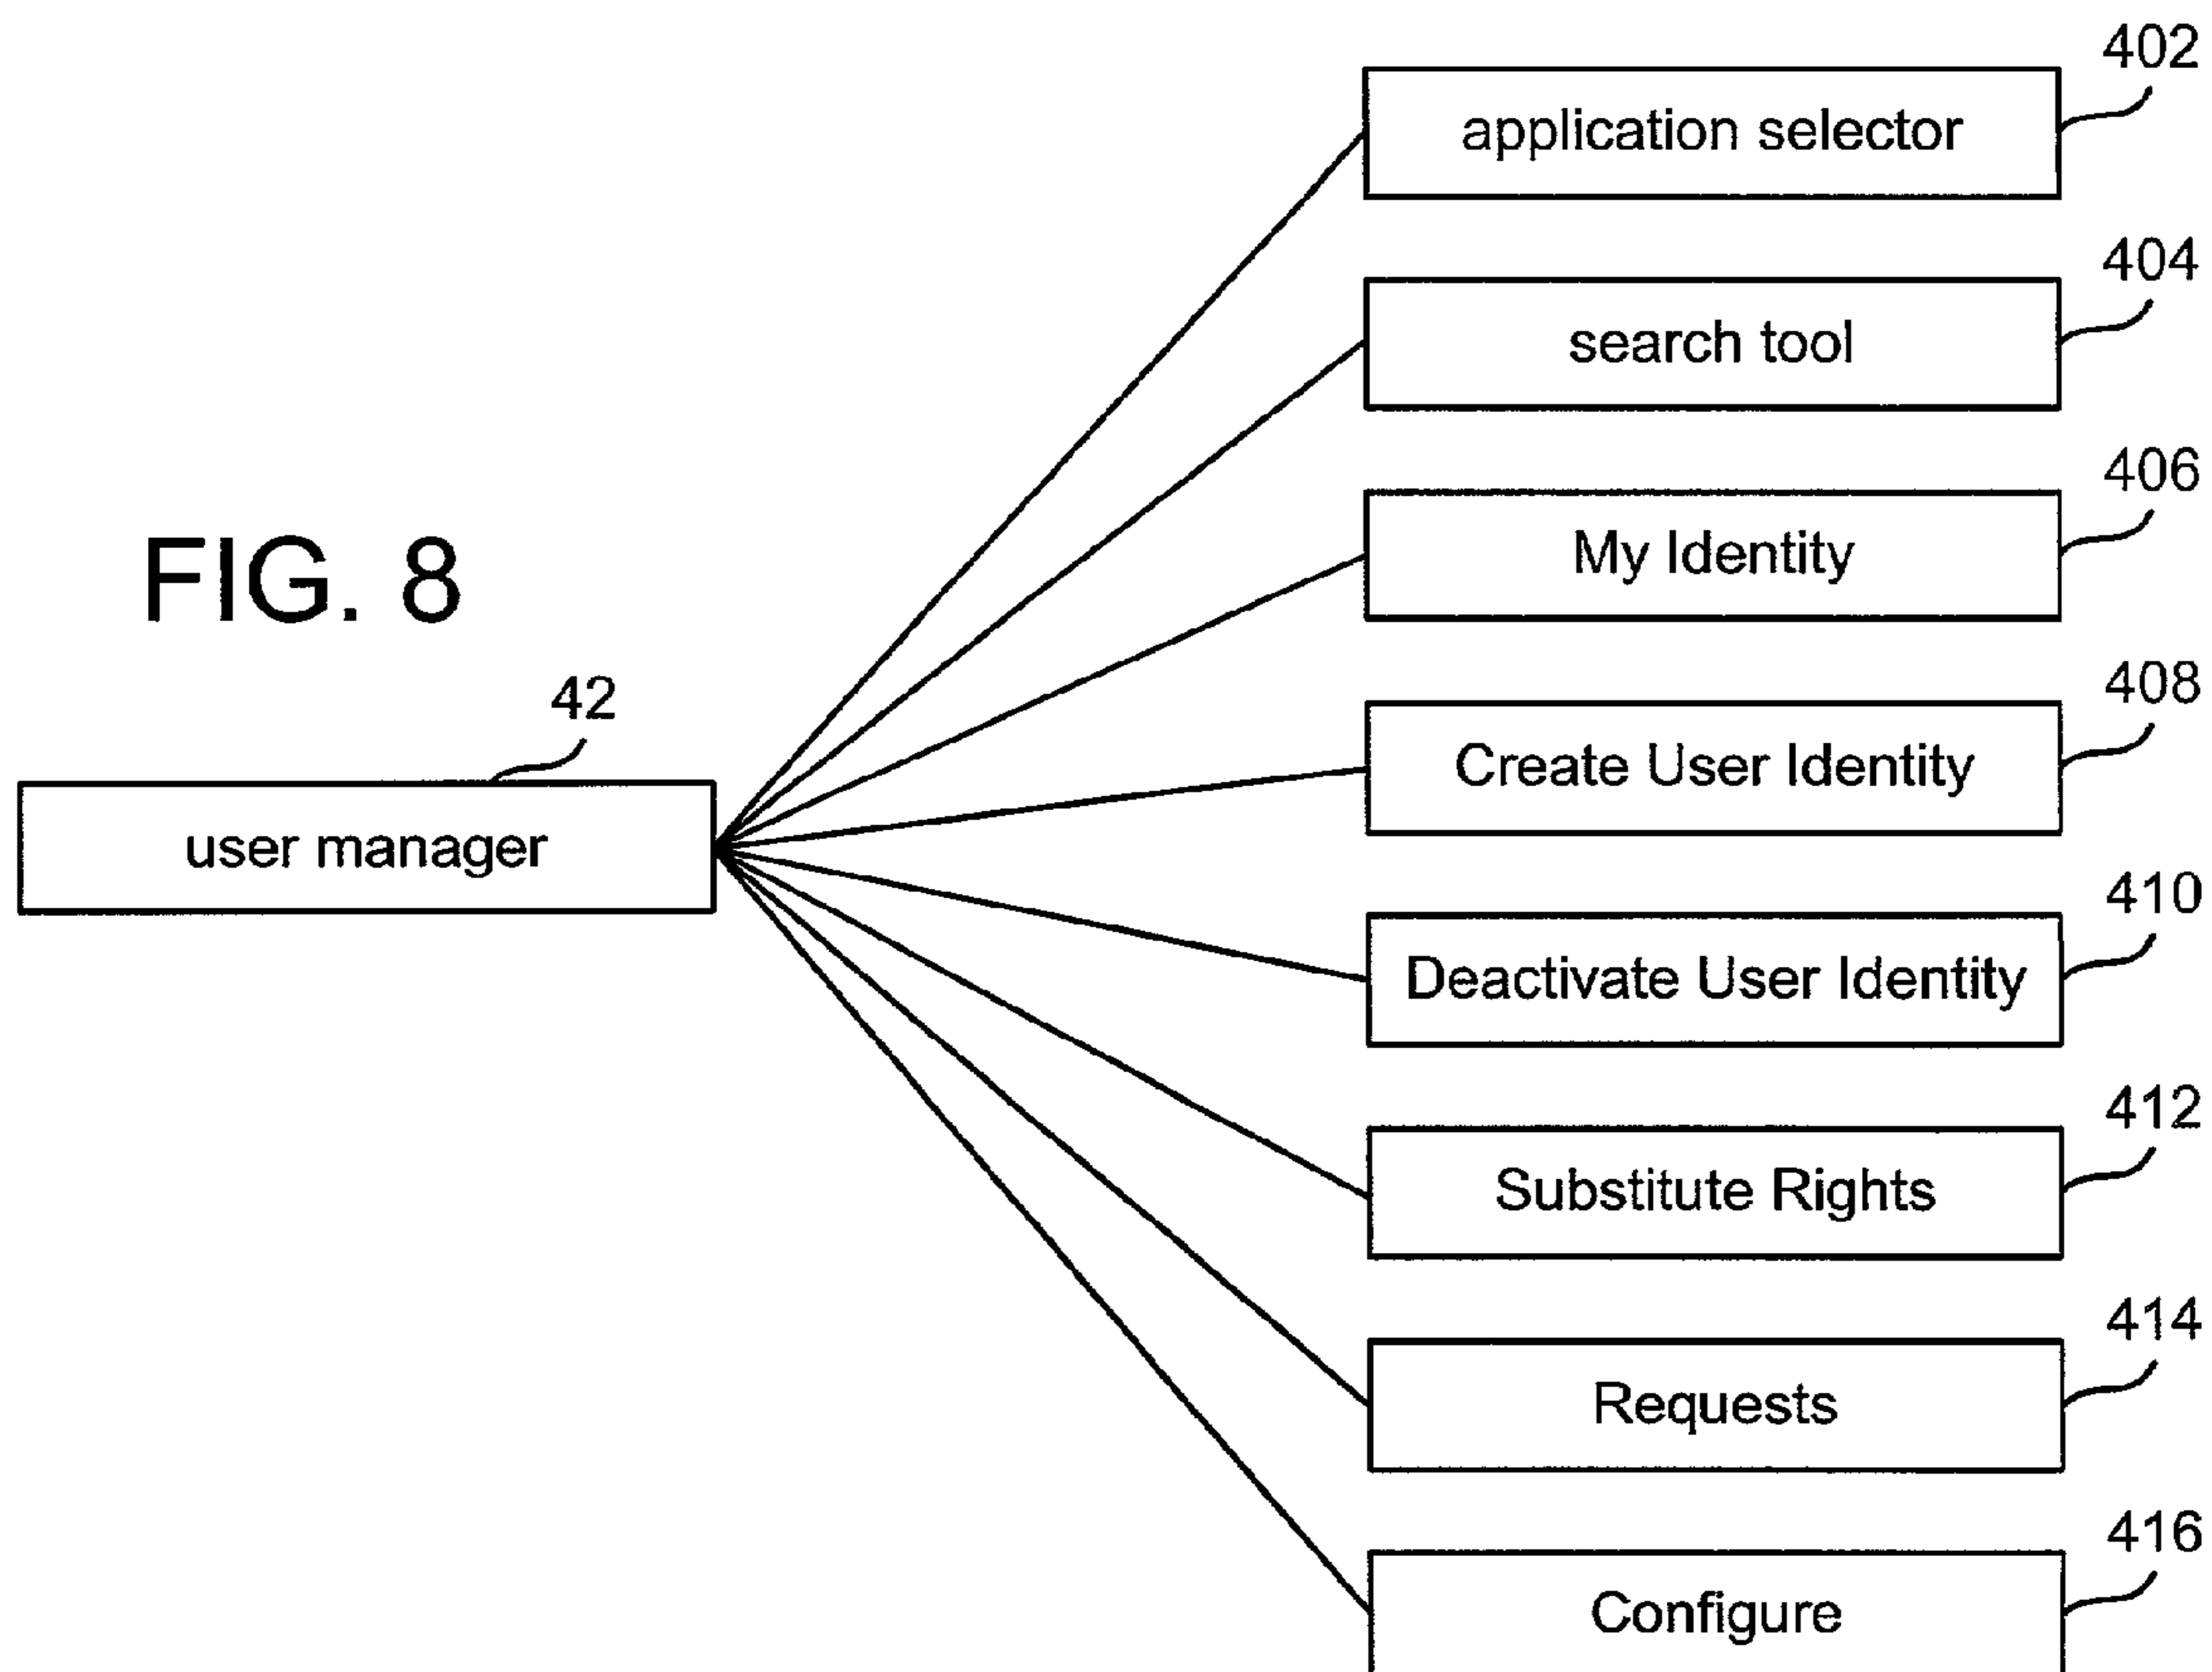 402
application selector
404
search tool
406
My Identity
FIG. 8
408
42
Create User Identity
user manager
410
Deactivate User Identity
412
Substitute Rights
414
Requests
416
Configure